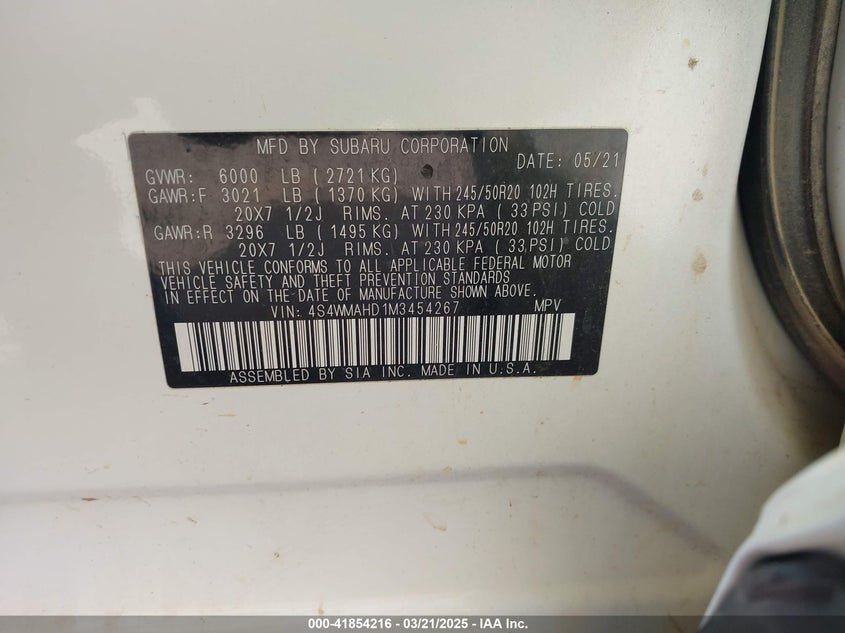 MFD BY SUBARU CORPORATION
DATE: 05/21
GVWR: 6000 LB ( 2721 KG)
GAWR:F 3021 LB ( 1370 KG) WITH 245/50R20 102H TIRES.
20X7 1/2J RIMS. AT 230 KPA ( 33 PSI) COLD
GAWR:R 3296 LB ( 1495 KG) WITH 245/50R20 102H TIRES.
20X7 1/2J RIMS. AT 230 KPA ( 33 PSI) COLD
THIS VEHICLE CONFORMS TO ALL APPLICABLE FEDERAL MOTOR
VEHICLE SAFETY AND THEFT PREVENTION STANDARDS
IN EFFECT ON THE DATE OF MANUFACTURE SHOWN ABOVE.
VIN: 4S4WMAHD1M3454267 MPV
ASSEMBLED BY SIA INC. MADE IN U.S.A.
000-41854216 - 03/21/2025 - IAA Inc.